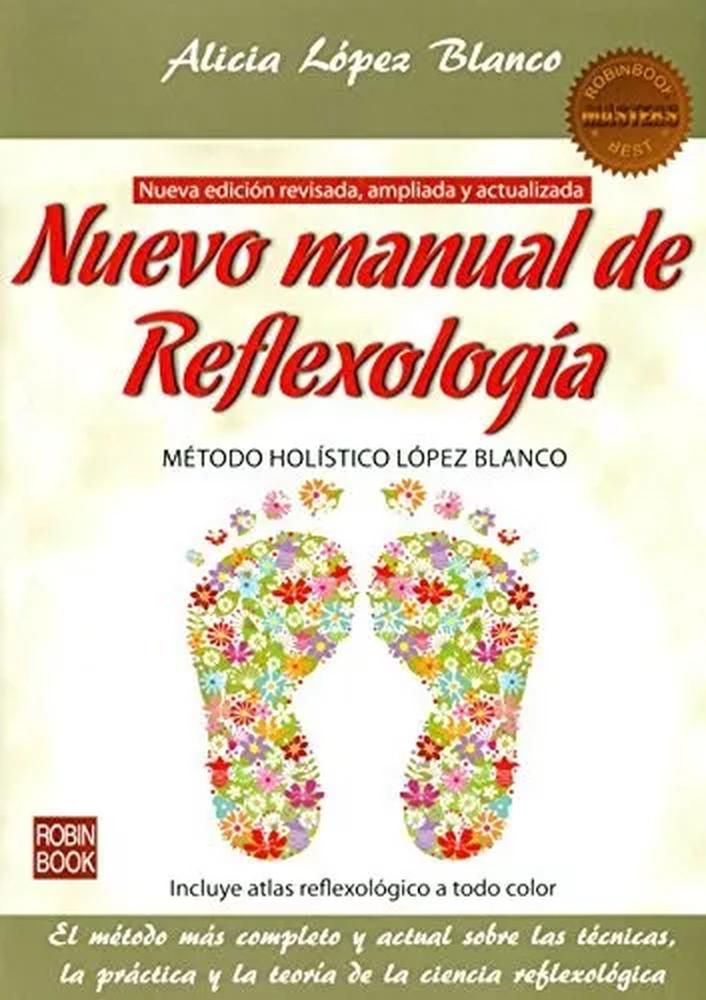 Alicia López Blanco
ROBINBOOK
MASTERS
BEST
Nueva edición revisada, ampliada y actualizada
Nuevo manual de
Reflexología
MÉTODO HOLÍSTICO LÓPEZ BLANCO
ROBIN
BOOK
Incluye atlas reflexológico a todo color
El método más completo y actual sobre las técnicas,
la práctica y la teoría de la ciencia reflexológica